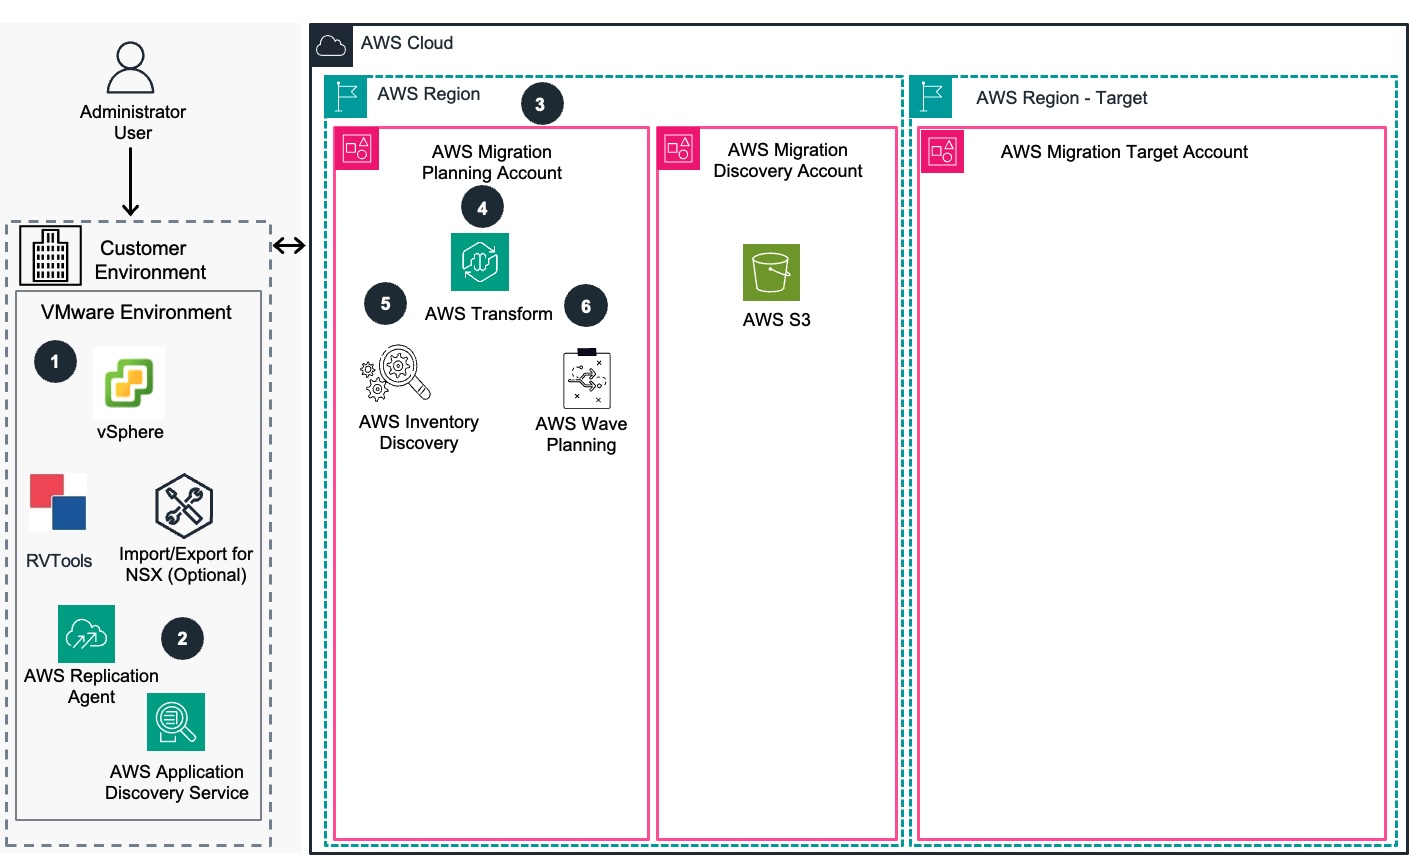 Administrator
User
Customer
Environment
VMware Environment
1
vSphere
RVTools
Import/Export for
NSX (Optional)
2
AWS Replication
Agent
AWS Application
Discovery Service
AWS Cloud
AWS Region
3
AWS Migration
Planning Account
4
AWS Transform
5
6
AWS Inventory
Discovery
AWS Wave
Planning
AWS Migration
Discovery Account
AWS S3
AWS Region - Target
AWS Migration Target Account